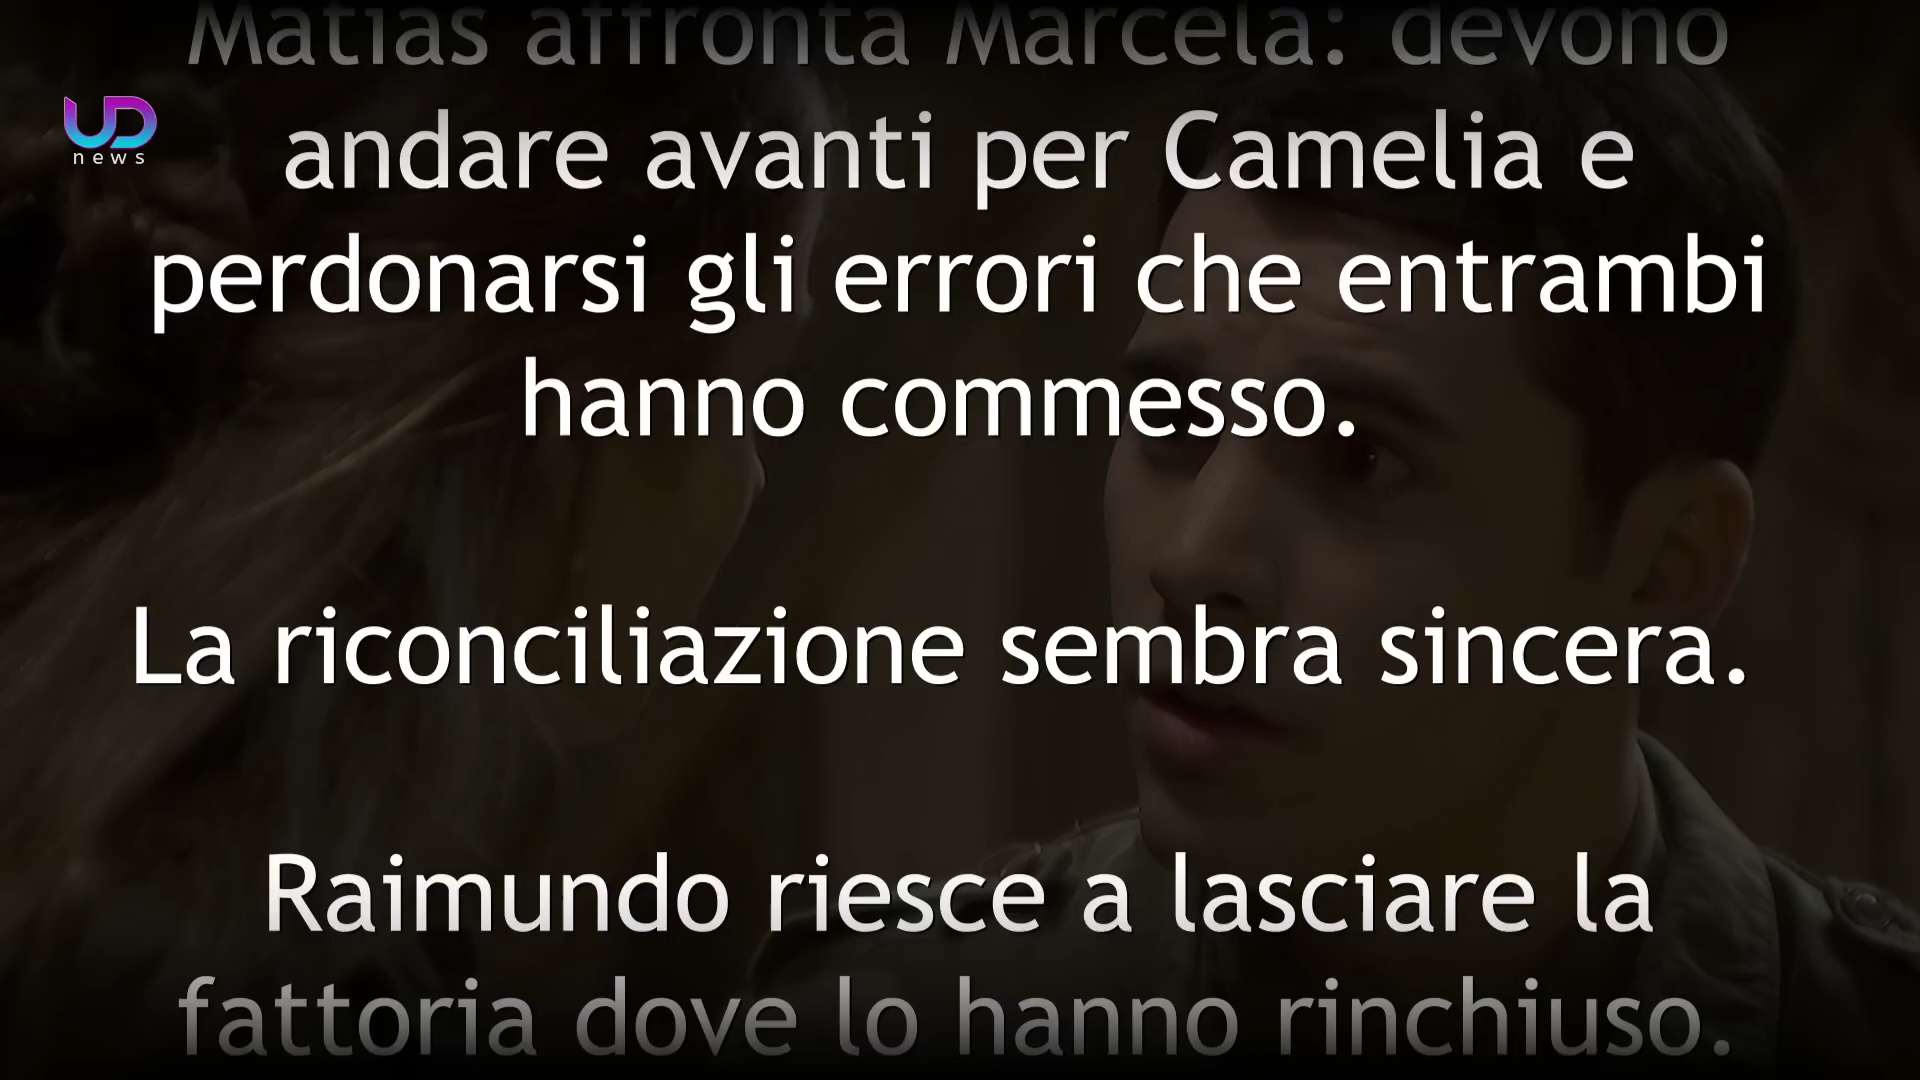 Matias affronta Marcela: devono
UD
news
andare avanti per Camelia e
perdonarsi gli errori che entrambi
hanno commesso.
La riconciliazione sembra sincera.
Raimundo riesce a lasciare la
fattoria dove lo hanno rinchiuso.